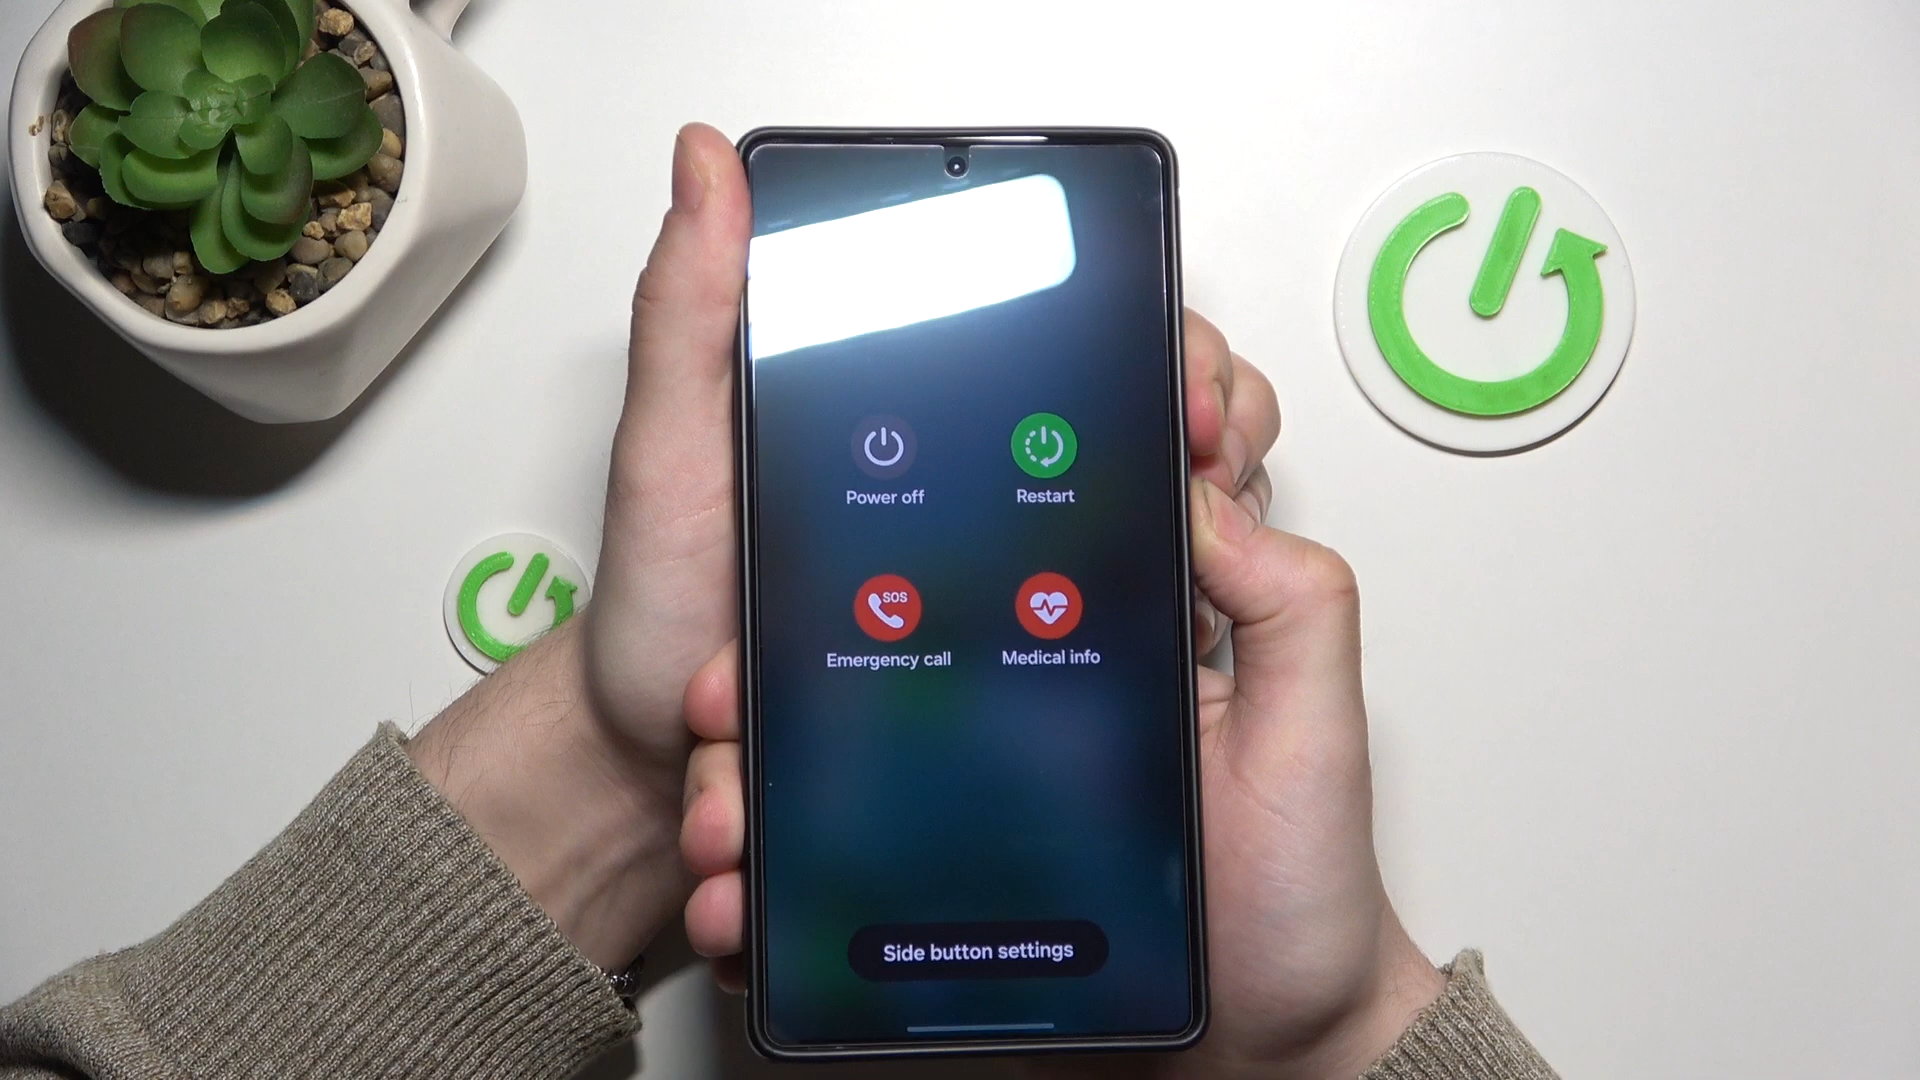 Power off
Restart
SOS
Emergency call
Medical info
Side button settings